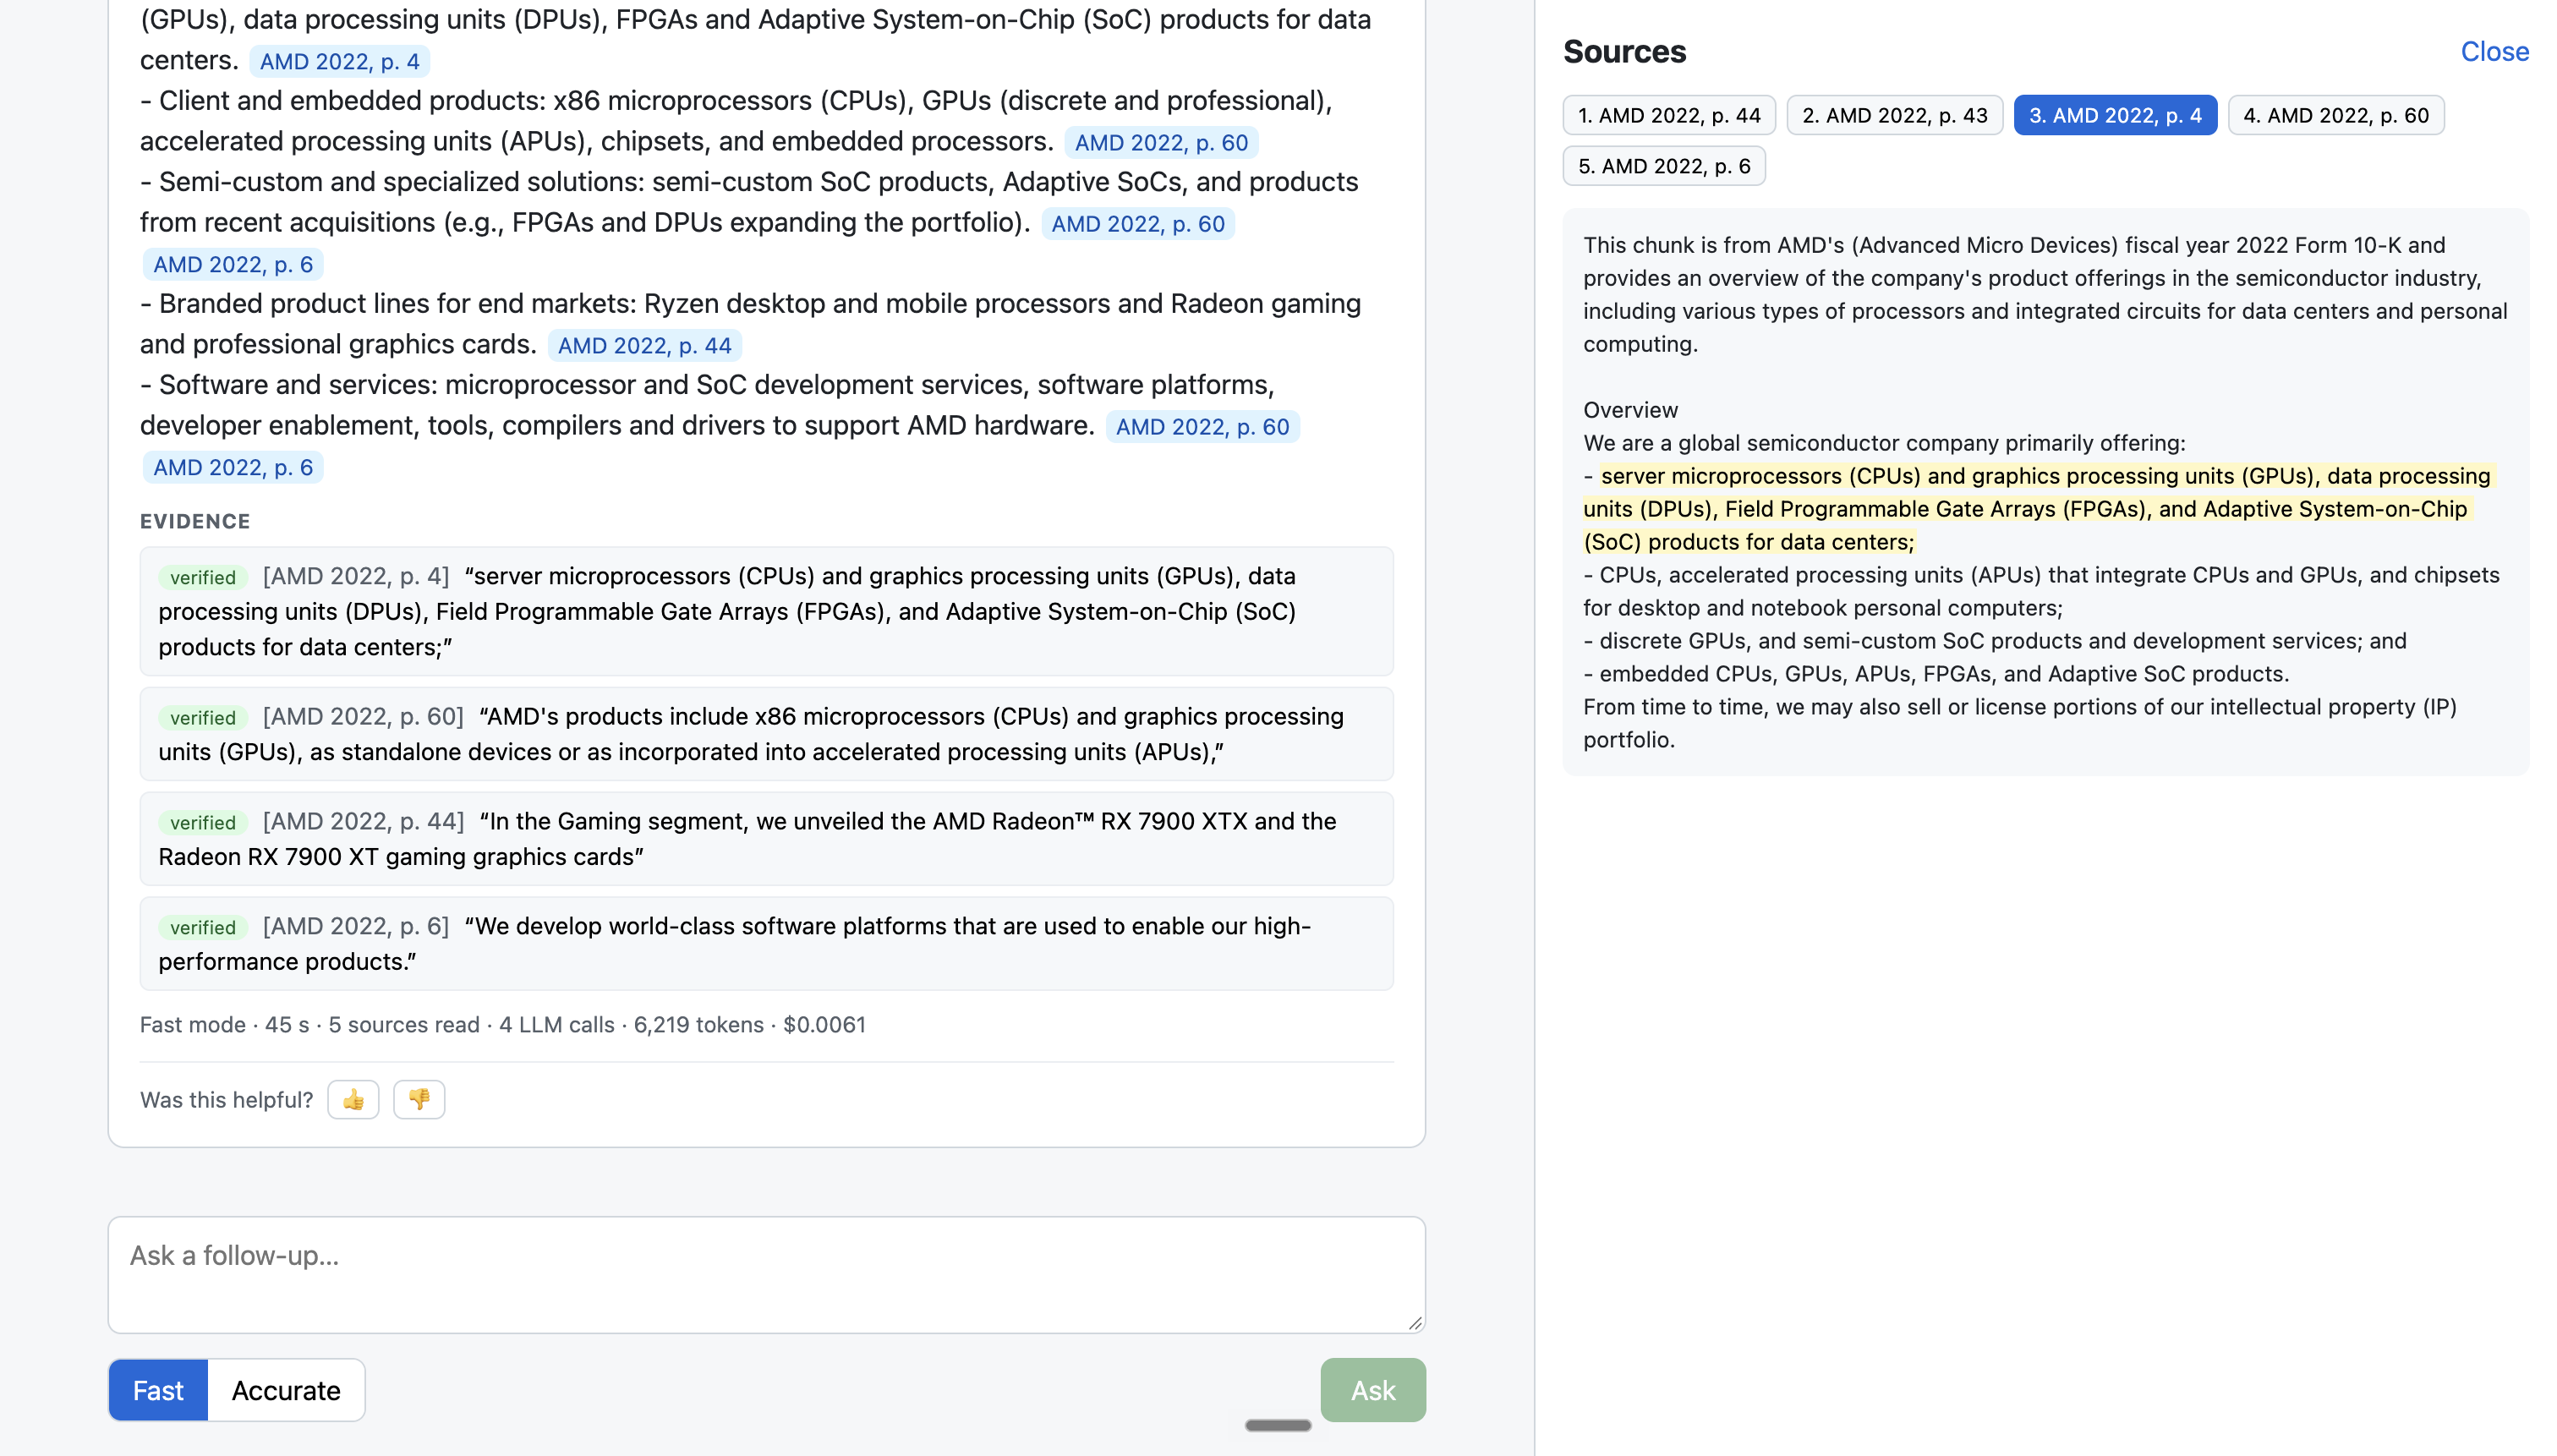 (GPUs), data processing units (DPUs), FPGAs and Adaptive System-on-Chip (SoC) products for data
centers. AMD 2022, p. 4
- Client and embedded products: x86 microprocessors (CPUs), GPUs (discrete and professional),
accelerated processing units (APUs), chipsets, and embedded processors. AMD 2022, p. 60
- Semi-custom and specialized solutions: semi-custom SoC products, Adaptive SoCs, and products
from recent acquisitions (e.g., FPGAs and DPUs expanding the portfolio). AMD 2022, p. 60
AMD 2022, p. 6
- Branded product lines for end markets: Ryzen desktop and mobile processors and Radeon gaming
and professional graphics cards. AMD 2022, p. 44
- Software and services: microprocessor and SoC development services, software platforms,
developer enablement, tools, compilers and drivers to support AMD hardware. AMD 2022, p. 60
AMD 2022, p. 6
EVIDENCE
verified [AMD 2022, p. 4] “server microprocessors (CPUs) and graphics processing units (GPUs), data
processing units (DPUs), Field Programmable Gate Arrays (FPGAs), and Adaptive System-on-Chip (SoC)
products for data centers;”
verified [AMD 2022, p. 60] “AMD's products include x86 microprocessors (CPUs) and graphics processing
units (GPUs), as standalone devices or as incorporated into accelerated processing units (APUs),”
verified [AMD 2022, p. 44] “In the Gaming segment, we unveiled the AMD Radeon™ RX 7900 XTX and the
Radeon RX 7900 XT gaming graphics cards”
verified [AMD 2022, p. 6] “We develop world-class software platforms that are used to enable our high-
performance products.”
Fast mode · 45 s · 5 sources read · 4 LLM calls · 6,219 tokens · $0.0061
Was this helpful?
Ask a follow-up...
Fast Accurate
Ask
Sources
Close
1. AMD 2022, p. 44 2. AMD 2022, p. 43 3. AMD 2022, p. 4 4. AMD 2022, p. 60
5. AMD 2022, p. 6
This chunk is from AMD's (Advanced Micro Devices) fiscal year 2022 Form 10-K and
provides an overview of the company's product offerings in the semiconductor industry,
including various types of processors and integrated circuits for data centers and personal
computing.
Overview
We are a global semiconductor company primarily offering:
- server microprocessors (CPUs) and graphics processing units (GPUs), data processing
units (DPUs), Field Programmable Gate Arrays (FPGAs), and Adaptive System-on-Chip
(SoC) products for data centers;
- CPUs, accelerated processing units (APUs) that integrate CPUs and GPUs, and chipsets
for desktop and notebook personal computers;
- discrete GPUs, and semi-custom SoC products and development services; and
- embedded CPUs, GPUs, APUs, FPGAs, and Adaptive SoC products.
From time to time, we may also sell or license portions of our intellectual property (IP)
portfolio.